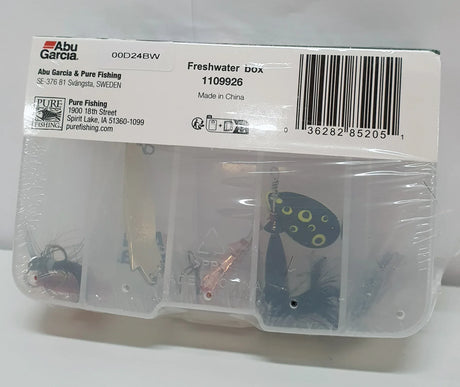 Abu
Garcia®
00D24BW
Freshwater box
1109926
Made in China
Abu Garcia & Pure Fishing
SE-376 81 Svängsta, SWEDEN
PURE
FISHING
Pure Fishing
1900 18th Street
Spirit Lake, IA 51360-1099
purefishing.com
0 36282 85205 1